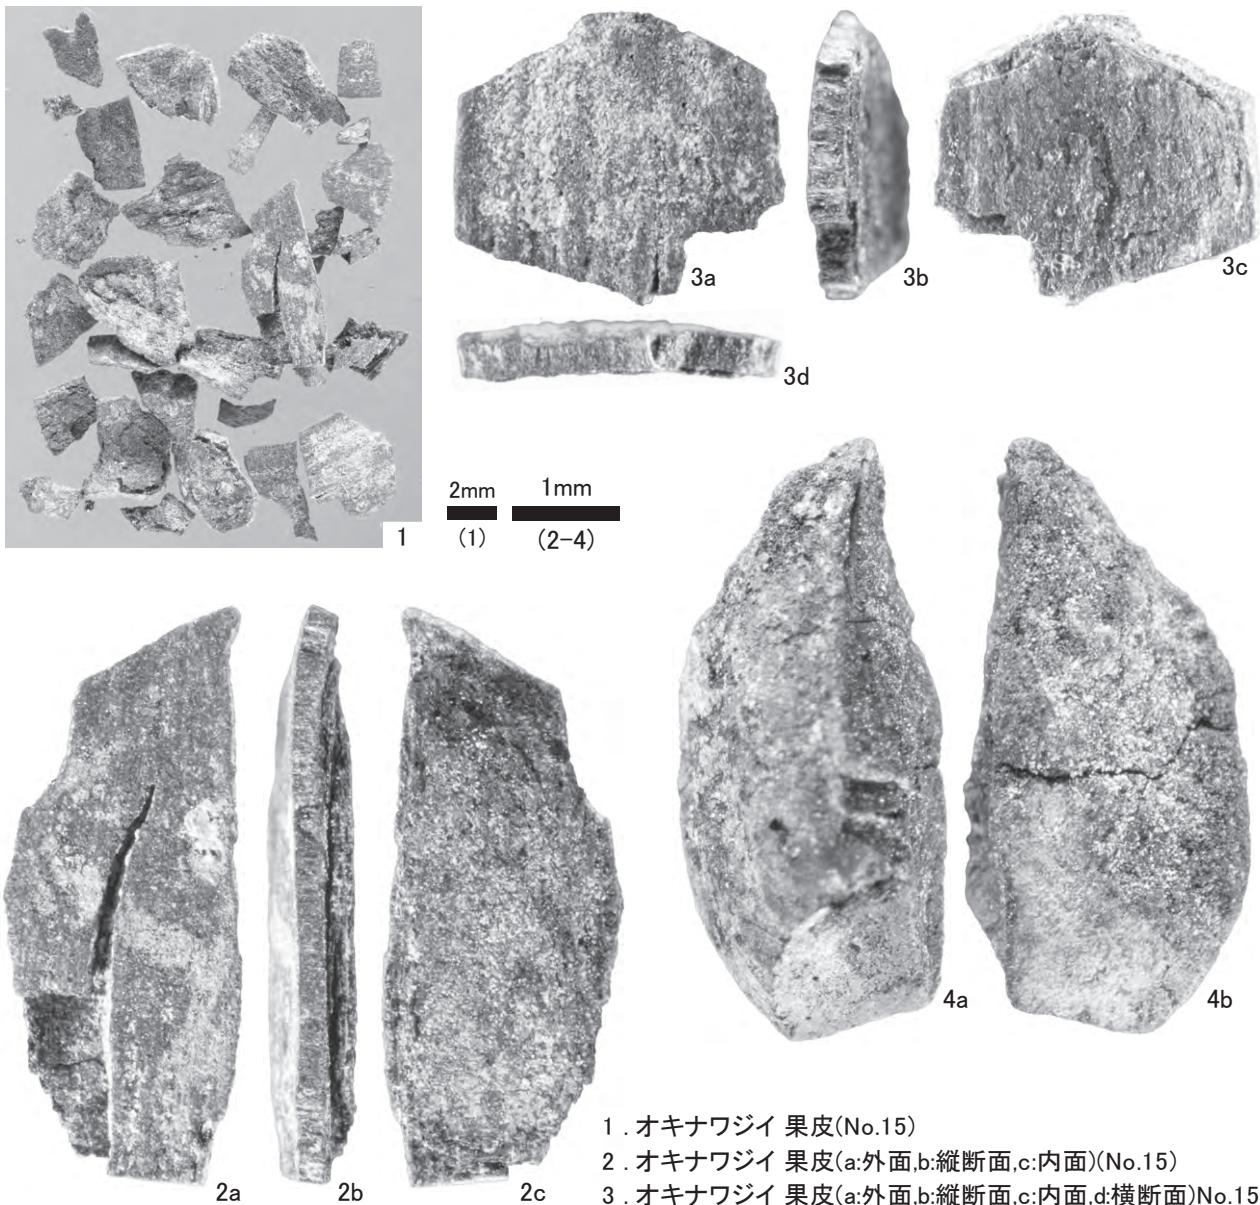 1
3a
3b
3c
3d
2mm 1mm
(1) (2-4)
4a
4b
2a
2b
2c
1.オキナワジイ 果皮(No.15)
2.オキナワジイ 果皮(a:外面,b:縦断面,c:内面)(No.15)
3.オキナワジイ 果皮(a:外面,b:縦断面,c:内面,d:横断面)No.15